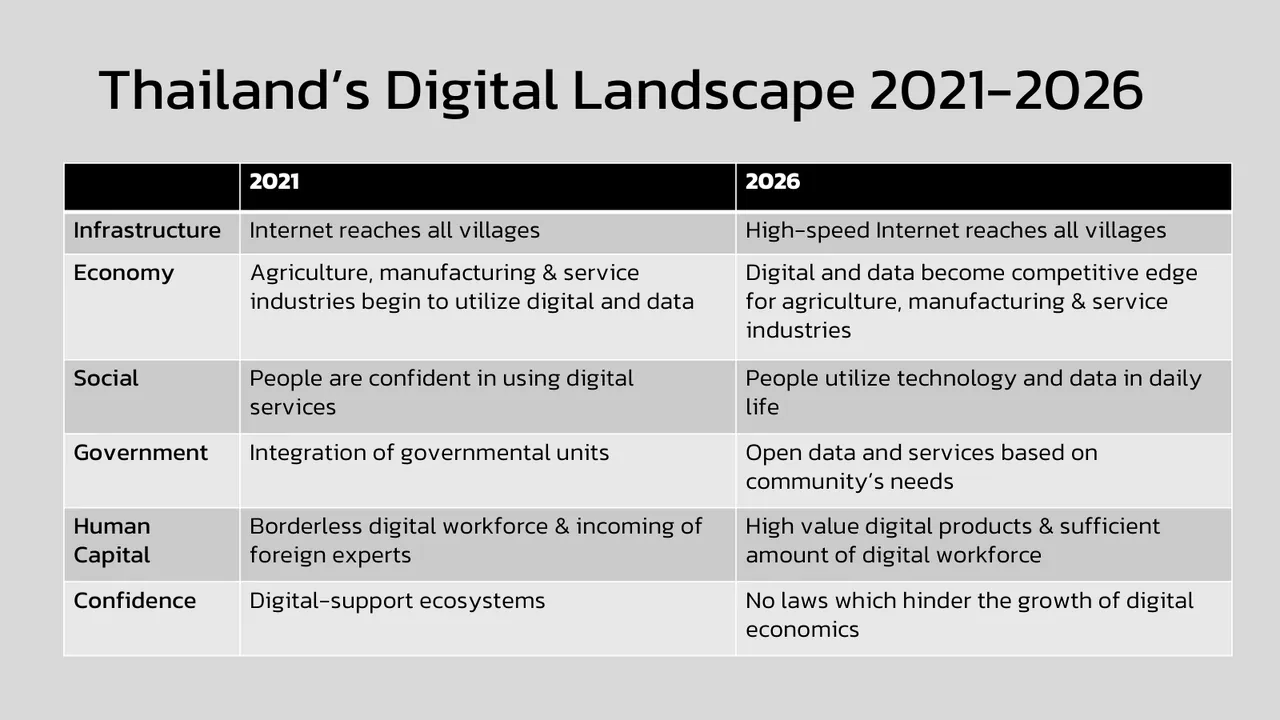 Thailand’s Digital Landscape 2021-2026
2021
2026
Infrastructure
Internet reaches all villages
High-speed Internet reaches all villages
Economy
Agriculture, manufacturing & service
industries begin to utilize digital and data
Digital and data become competitive edge
for agriculture, manufacturing & service
industries
Social
People are confident in using digital
services
People utilize technology and data in daily
life
Government
Integration of governmental units
Open data and services based on
community’s needs
Human
Capital
Borderless digital workforce & incoming of
foreign experts
High value digital products & sufficient
amount of digital workforce
Confidence
Digital-support ecosystems
No laws which hinder the growth of digital
economics